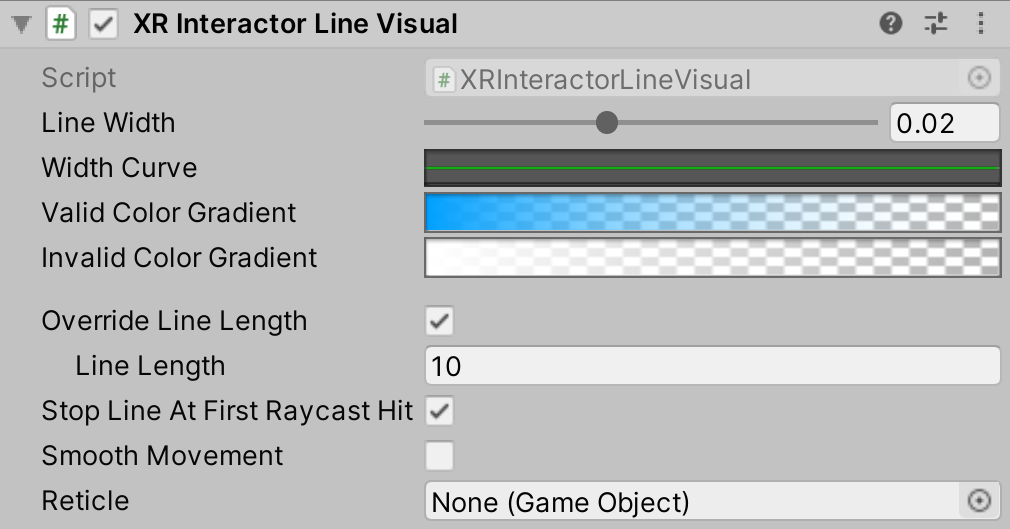 # XR Interactor Line Visual
Script # XRInteractorLineVisual
Line Width 0.02
Width Curve
Valid Color Gradient
Invalid Color Gradient
Override Line Length
Line Length 10
Stop Line At First Raycast Hit
Smooth Movement
Reticle None (Game Object)